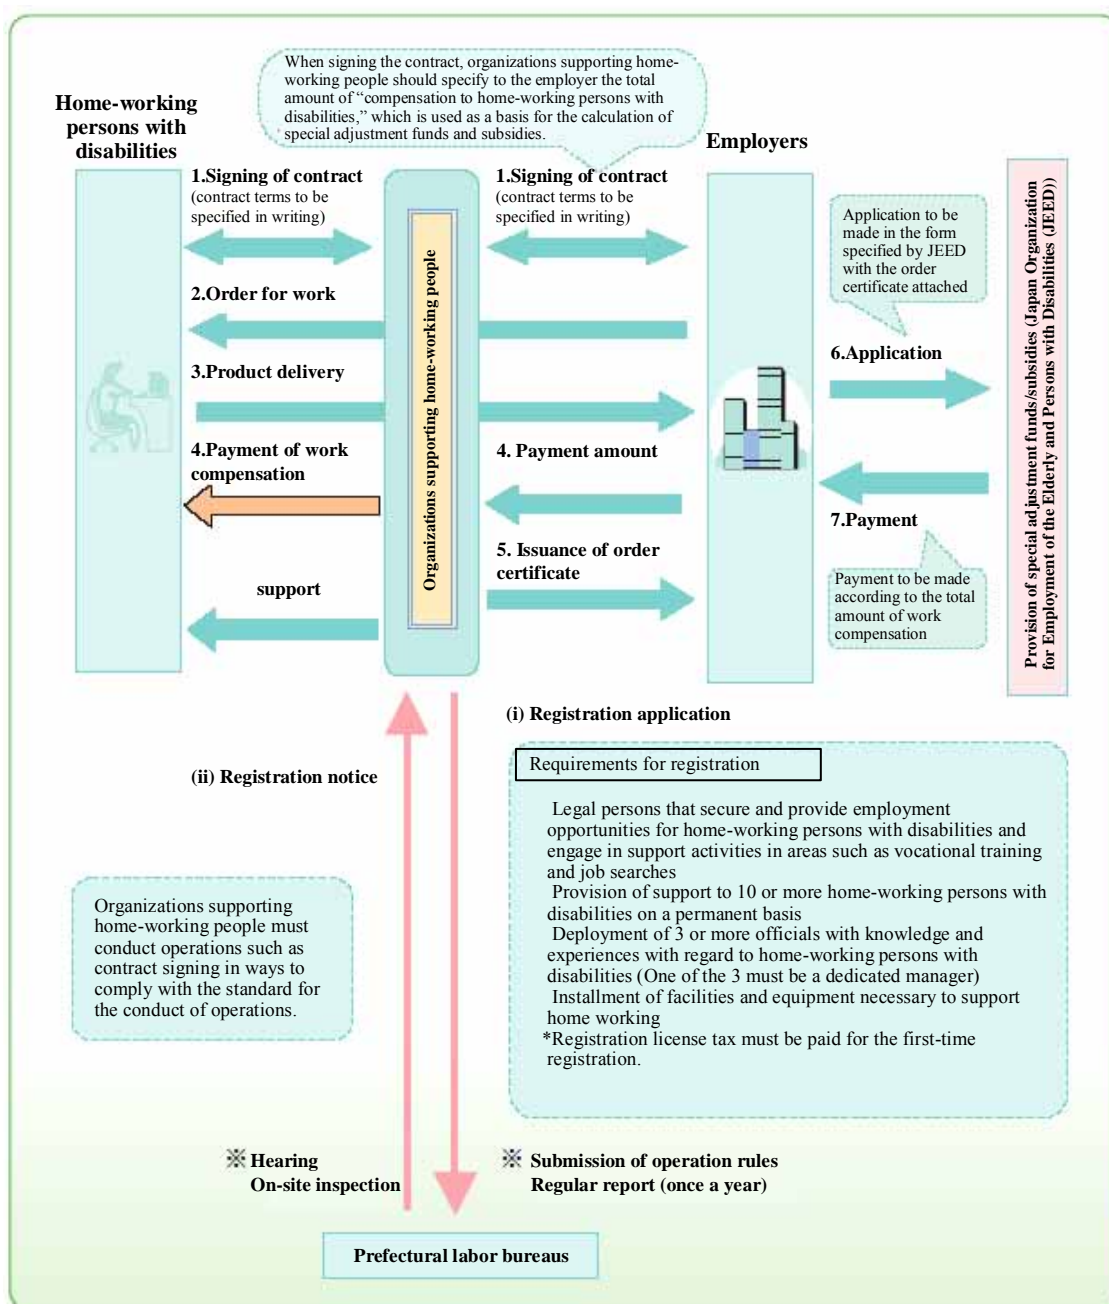 When signing the contract, organizations supporting home-
working people should specify to the employer the total
amount of “compensation to home-working persons with
disabilities,” which is used as a basis for the calculation of
special adjustment funds and subsidies.
Home-working
persons with
disabilities
Employers
1.Signing of contract
(contract terms to be
specified in writing)
1.Signing of contract
(contract terms to be
specified in writing)
Application to be
made in the form
specified by JEED
with the order
certificate attached
2.Order for work
3.Product delivery
6.Application
4.Payment of work
compensation
4. Payment amount
7.Payment
5. Issuance of order
certificate
support
Payment to be made
according to the total
amount of work
compensation
Organizations supporting home-working people
Provision of special adjustment funds/subsidies (Japan Organization
for Employment of the Elderly and Persons with Disabilities (JEED))
(i) Registration application
(ii) Registration notice
Requirements for registration
Legal persons that secure and provide employment
opportunities for home-working persons with disabilities and
engage in support activities in areas such as vocational training
and job searches
Provision of support to 10 or more home-working persons with
disabilities on a permanent basis
Deployment of 3 or more officials with knowledge and
experiences with regard to home-working persons with
disabilities (One of the 3 must be a dedicated manager)
Installment of facilities and equipment necessary to support
home working
*Registration license tax must be paid for the first-time
registration.
Organizations supporting
home-working people must
conduct operations such as
contract signing in ways to
comply with the standard for
the conduct of operations.
※ Hearing
On-site inspection
※ Submission of operation rules
Regular report (once a year)
Prefectural labor bureaus